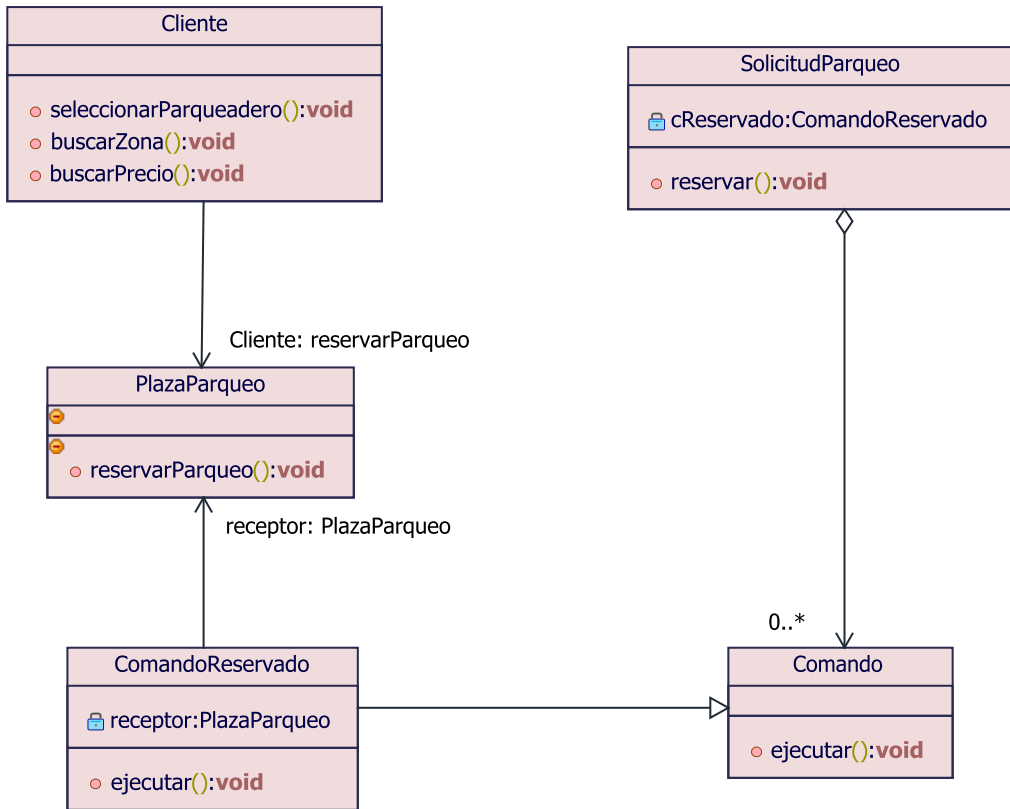 Cliente
seleccionarParqueadero():void
buscarZona():void
buscarPrecio():void
SolicitudParqueo
cReservado:ComandoReservado
reservar():void
Cliente: reservarParqueo
PlazaParqueo
reservarParqueo():void
receptor: PlazaParqueo
0..*
ComandoReservado
receptor:PlazaParqueo
ejecutar():void
Comando
ejecutar():void